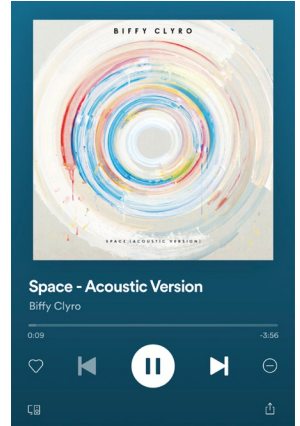 BIFFY CLYRO
SPACE (ACOUSTIC VERSION)
Space - Acoustic Version
Biffy Clyro
0:09 -3:56